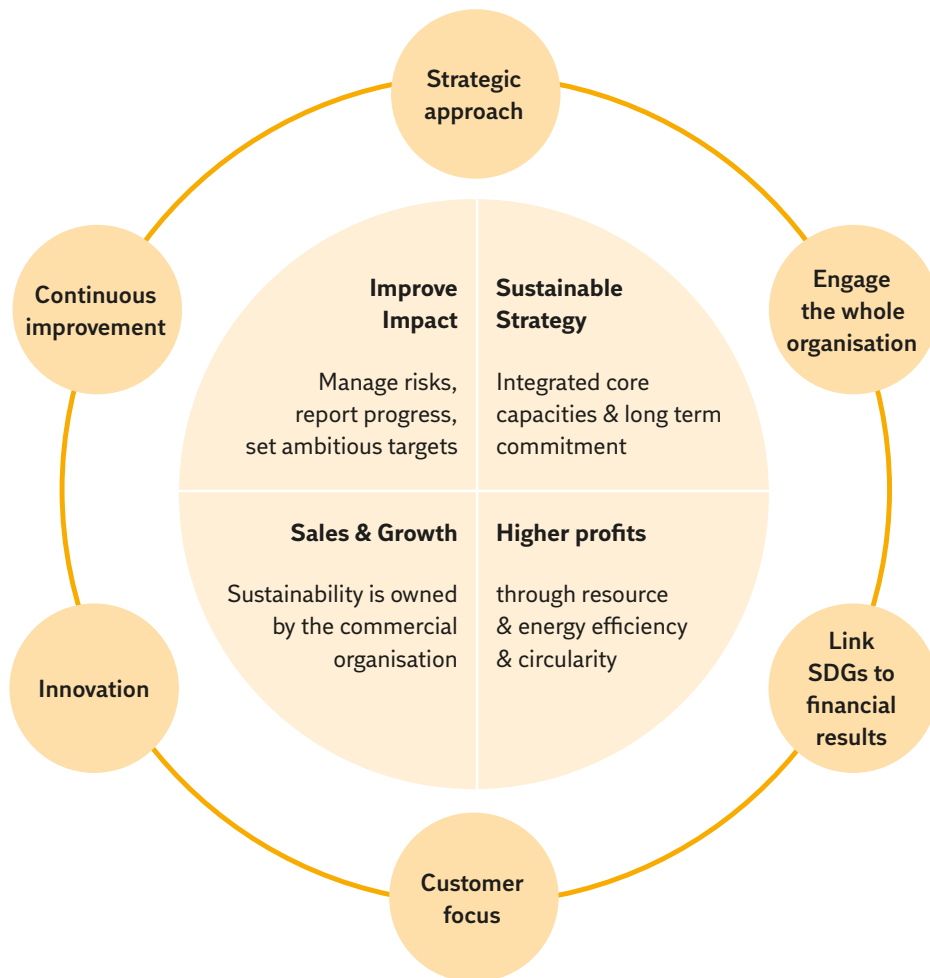 Strategic
approach
Engage
the whole
organisation
Link
SDGs to
financial
results
Customer
focus
Innovation
Continuous
improvement
Improve
Impact
Manage risks,
report progress,
set ambitious targets
Sustainable
Strategy
Integrated core
capacities & long term
commitment
Sales & Growth
Sustainability is owned
by the commercial
organisation
Higher profits
through resource
& energy efficiency
& circularity